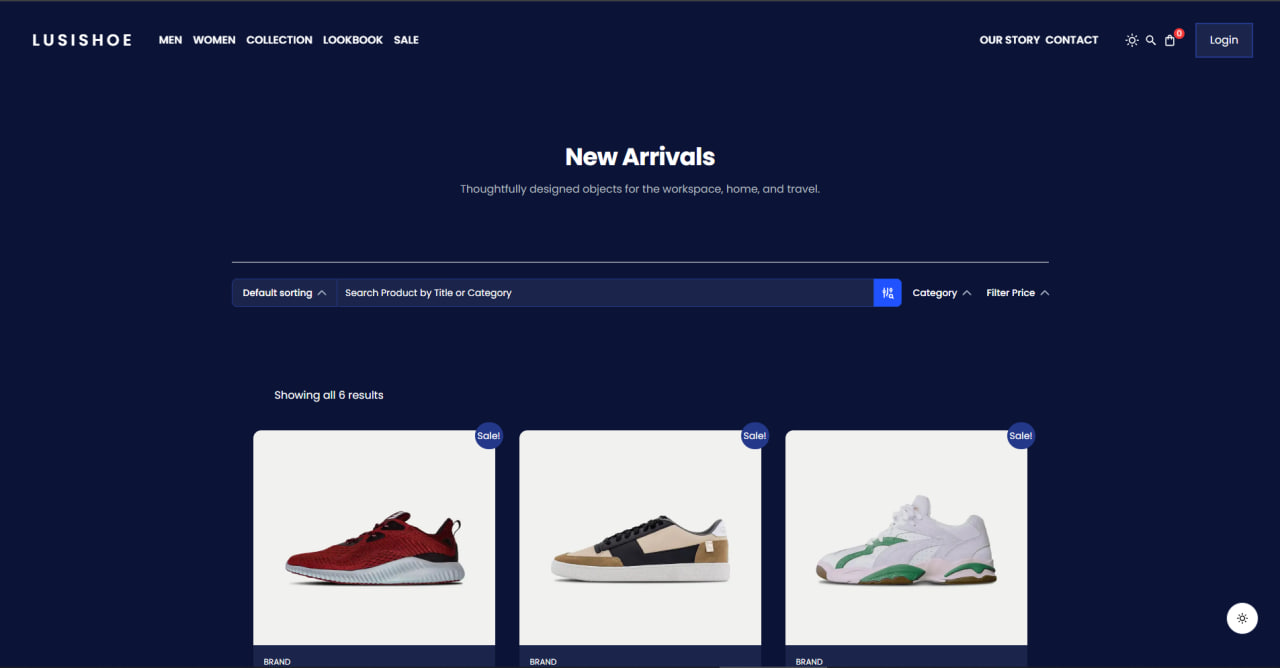 LUSISHOE MEN WOMEN COLLECTION LOOKBOOK SALE OUR STORY CONTACT 0 Login
New Arrivals
Thoughtfully designed objects for the workspace, home, and travel.
Default sorting Search Product by Title or Category Category Filter Price
Showing all 6 results
Sale! Sale! Sale!
BRAND BRAND BRAND